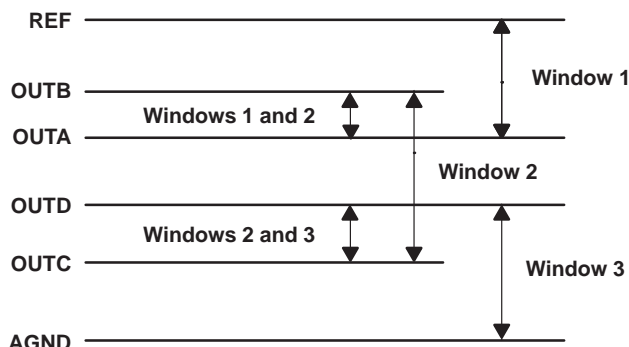 REF
Window 1
OUTB
Windows 1 and 2
OUTA
Window 2
OUTD
Windows 2 and 3
OUTC
Window 3
AGND